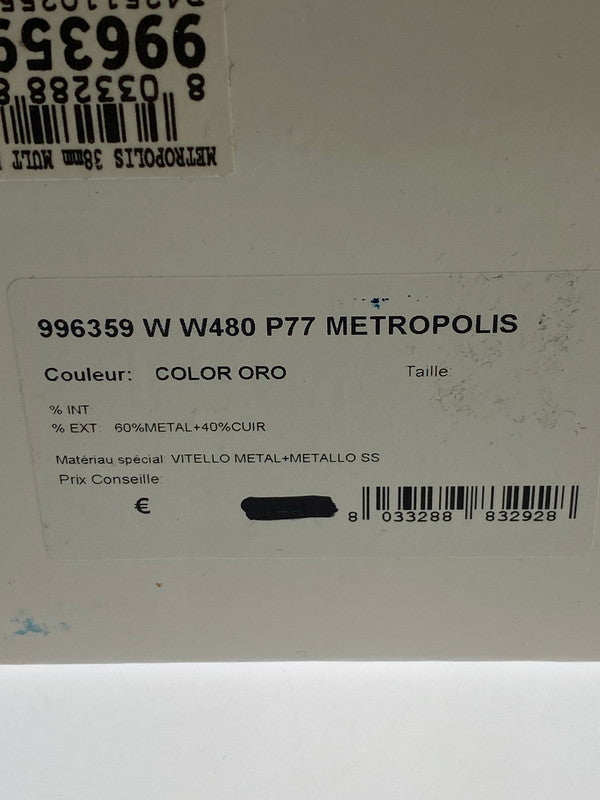 996359
8 033288 8
METROPOLIS 38mm MULT
996359 W W480 P77 METROPOLIS
Couleur: COLOR ORO Taille:
% INT:
% EXT: 60%METAL+40%CUIR
Matériau spécial: VITELLO METAL+METALLO SS
Prix Conseille:
€
8 033288 832928